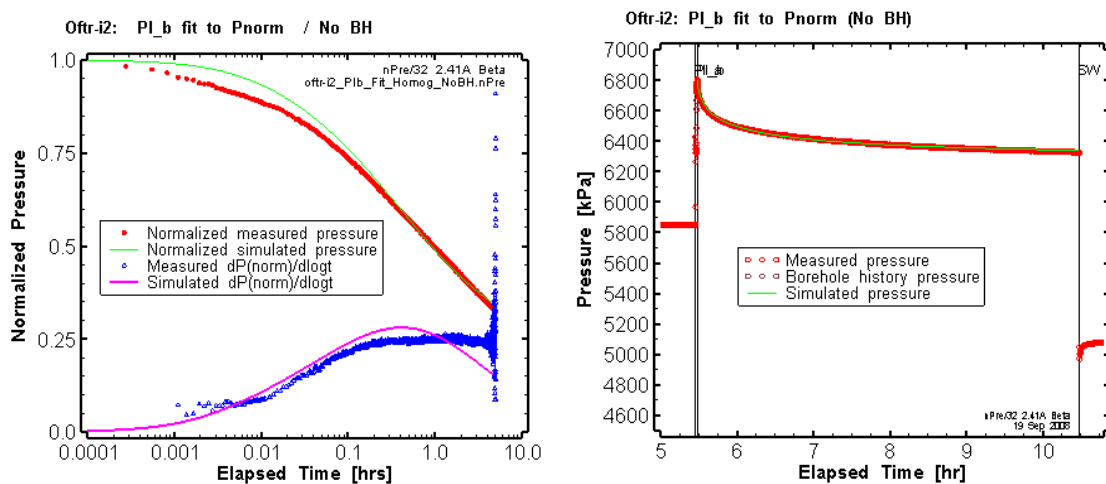 Oftr-i2: PI_b fit to Pnorm / No BH
nPre/32 2.41A Beta
oftr-i2_PIb_Fit_Homog_NoBH.nPre
1.0
0.75
0.5
0.25
0.0
Normalized Pressure
Normalized measured pressure
Normalized simulated pressure
Measured dP(norm)/dlogt
Simulated dP(norm)/dlogt
0.0001 0.001 0.01 0.1 1.0 10.0
Elapsed Time [hrs]
Oftr-i2: PI_b fit to Pnorm (No BH)
SW
7000
6800
6600
6400
6200
6000
5800
5600
5400
5200
5000
4800
4600
Pressure [kPa]
Measured pressure
Borehole history pressure
Simulated pressure
nPre/32 2.41A Beta
19 Sep 2008
5 6 7 8 9 10
Elapsed Time [hr]